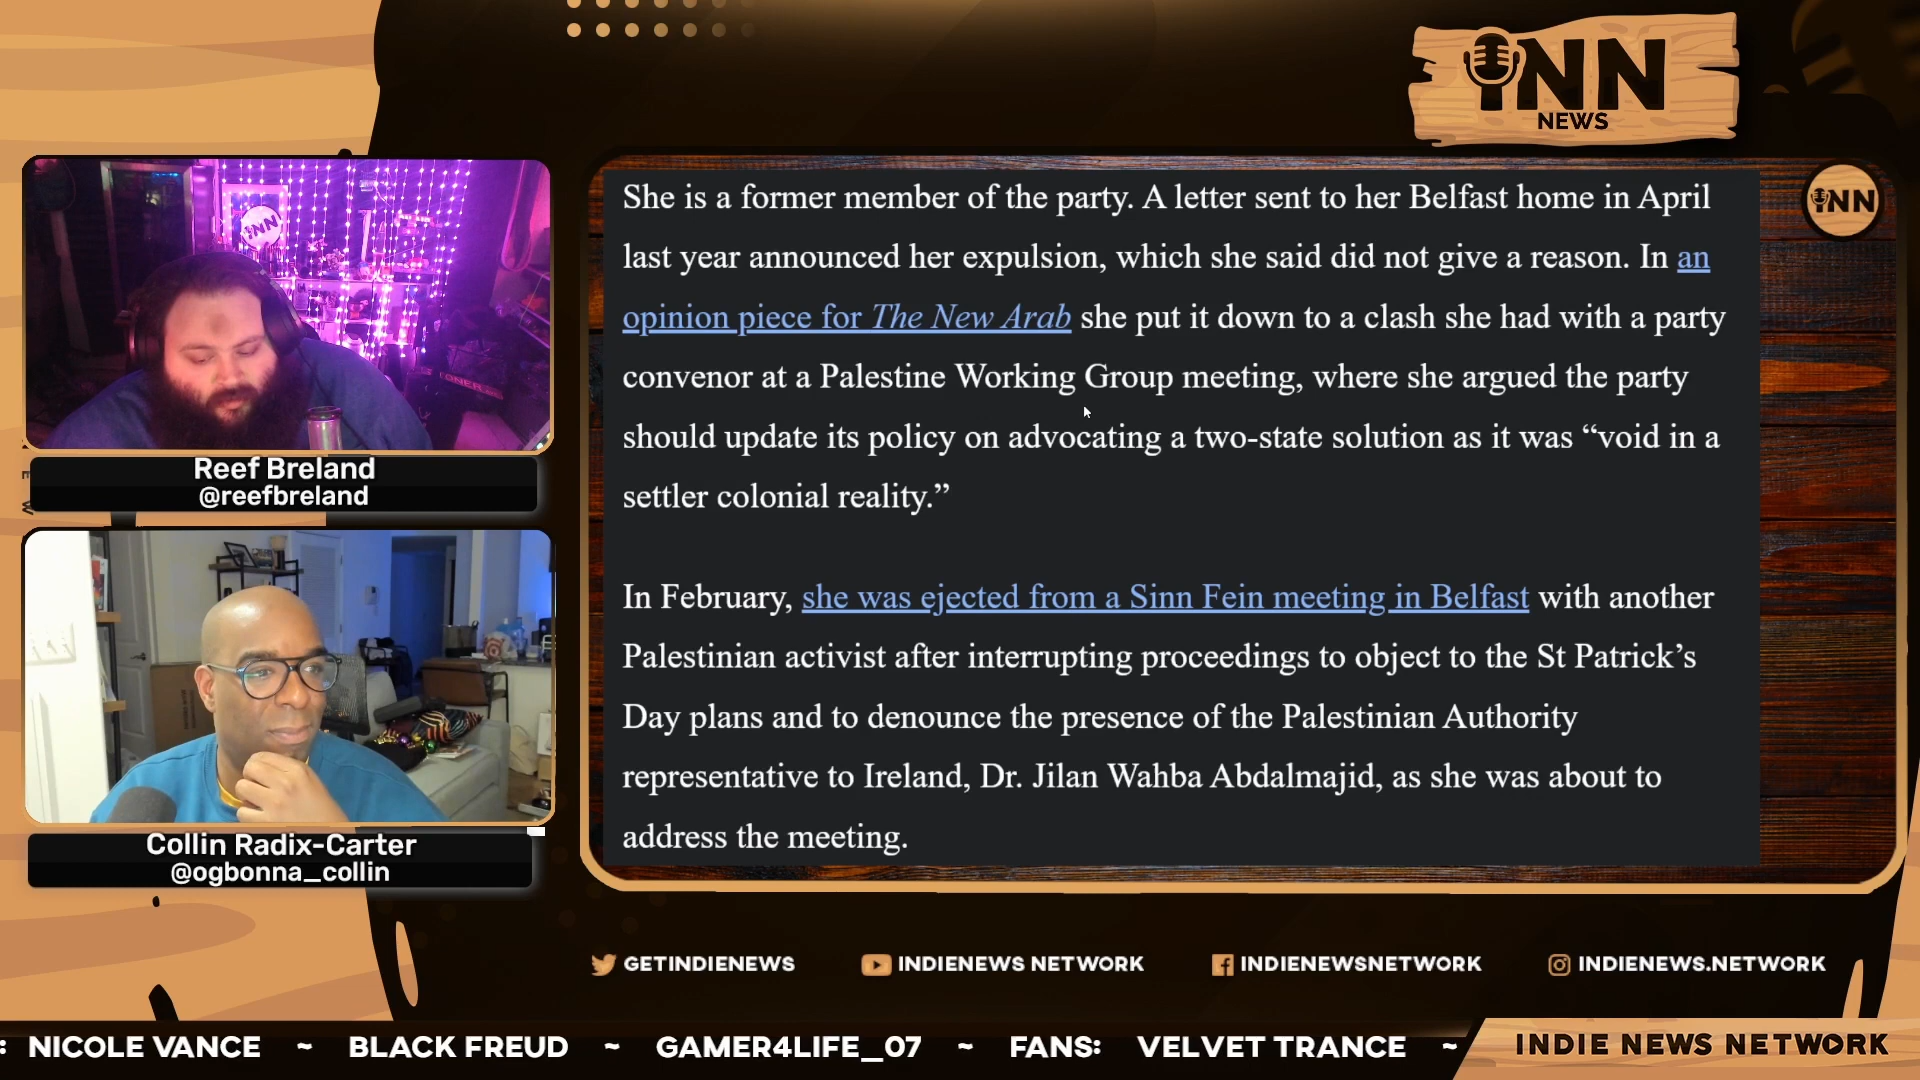 iNN
NEWS
iNN
iNN
Reef Breland
@reefbreland
Collin Radix-Carter
@ogbonna_collin
She is a former member of the party. A letter sent to her Belfast home in April
last year announced her expulsion, which she said did not give a reason. In an
opinion piece for The New Arab she put it down to a clash she had with a party
convenor at a Palestine Working Group meeting, where she argued the party
should update its policy on advocating a two-state solution as it was “void in a
settler colonial reality.”
In February, she was ejected from a Sinn Fein meeting in Belfast with another
Palestinian activist after interrupting proceedings to object to the St Patrick’s
Day plans and to denounce the presence of the Palestinian Authority
representative to Ireland, Dr. Jilan Wahba Abdalmajid, as she was about to
address the meeting.
GETINDIENEWS INDIENEWS NETWORK INDIENEWSNETWORK INDIENEWS.NETWORK
: NICOLE VANCE ~ BLACK FREUD ~ GAMER4LIFE_07 ~ FANS: VELVET TRANCE ~
INDIE NEWS NETWORK